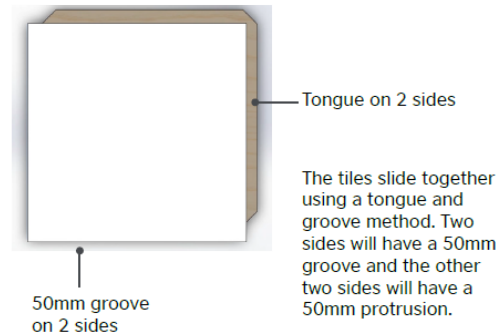 Tongue on 2 sides
The tiles slide together
using a tongue and
groove method. Two
sides will have a 50mm
groove and the other
two sides will have a
50mm protrusion.
50mm groove
on 2 sides